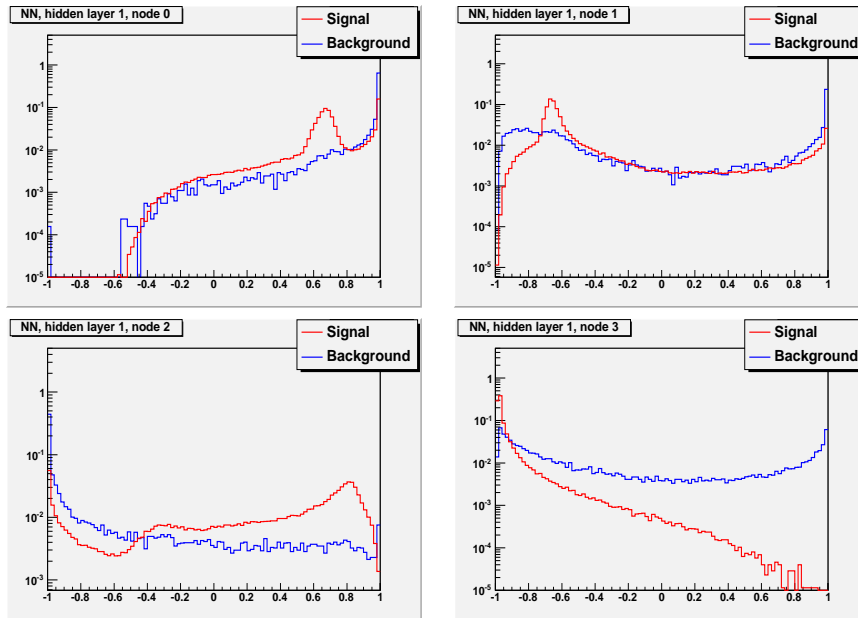 NN, hidden layer 1, node 0
Signal
Background
1
10^-1
10^-2
10^-3
10^-4
10^-5
-1 -0.8 -0.6 -0.4 -0.2 0 0.2 0.4 0.6 0.8 1
NN, hidden layer 1, node 1
Signal
Background
1
10^-1
10^-2
10^-3
10^-4
10^-5
-1 -0.8 -0.6 -0.4 -0.2 0 0.2 0.4 0.6 0.8 1
NN, hidden layer 1, node 2
Signal
Background
1
10^-1
10^-2
10^-3
-1 -0.8 -0.6 -0.4 -0.2 0 0.2 0.4 0.6 0.8 1
NN, hidden layer 1, node 3
Signal
Background
1
10^-1
10^-2
10^-3
10^-4
10^-5
-1 -0.8 -0.6 -0.4 -0.2 0 0.2 0.4 0.6 0.8 1